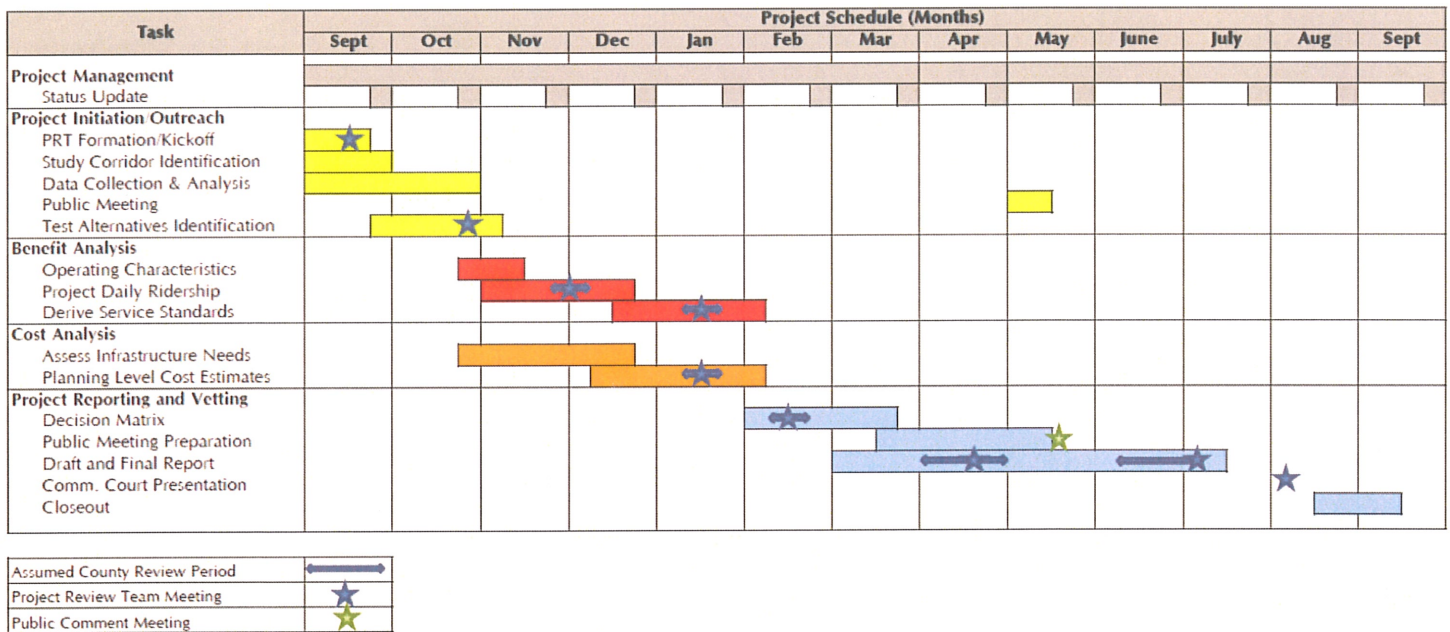 Task
Project Schedule (Months)
Sept Oct Nov Dec Jan Feb Mar Apr May June July Aug Sept
Project Management
Status Update
Project Initiation/Outreach
PRT Formation/Kickoff
Study Corridor Identification
Data Collection & Analysis
Public Meeting
Test Alternatives Identification
Benefit Analysis
Operating Characteristics
Project Daily Ridership
Derive Service Standards
Cost Analysis
Assess Infrastructure Needs
Planning Level Cost Estimates
Project Reporting and Vetting
Decision Matrix
Public Meeting Preparation
Draft and Final Report
Comm. Court Presentation
Closeout
Assumed County Review Period
Project Review Team Meeting
Public Comment Meeting